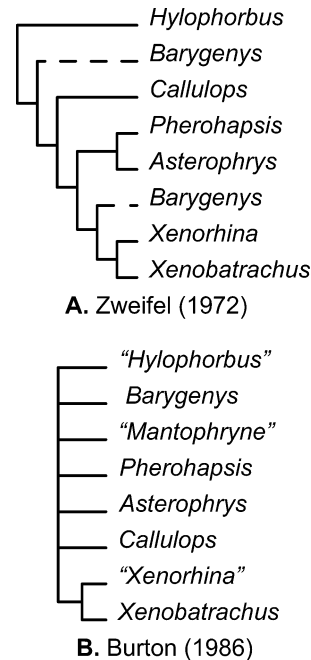 Hylophorbus
Barygenys
Callulops
Pherohapsis
Asterophrys
Barygenys
Xenorhina
Xenobatrachus
A. Zweifel (1972)
“Hylophorbus”
Barygenys
“Mantophryne”
Pherohapsis
Asterophrys
Callulops
“Xenorhina”
Xenobatrachus
B. Burton (1986)